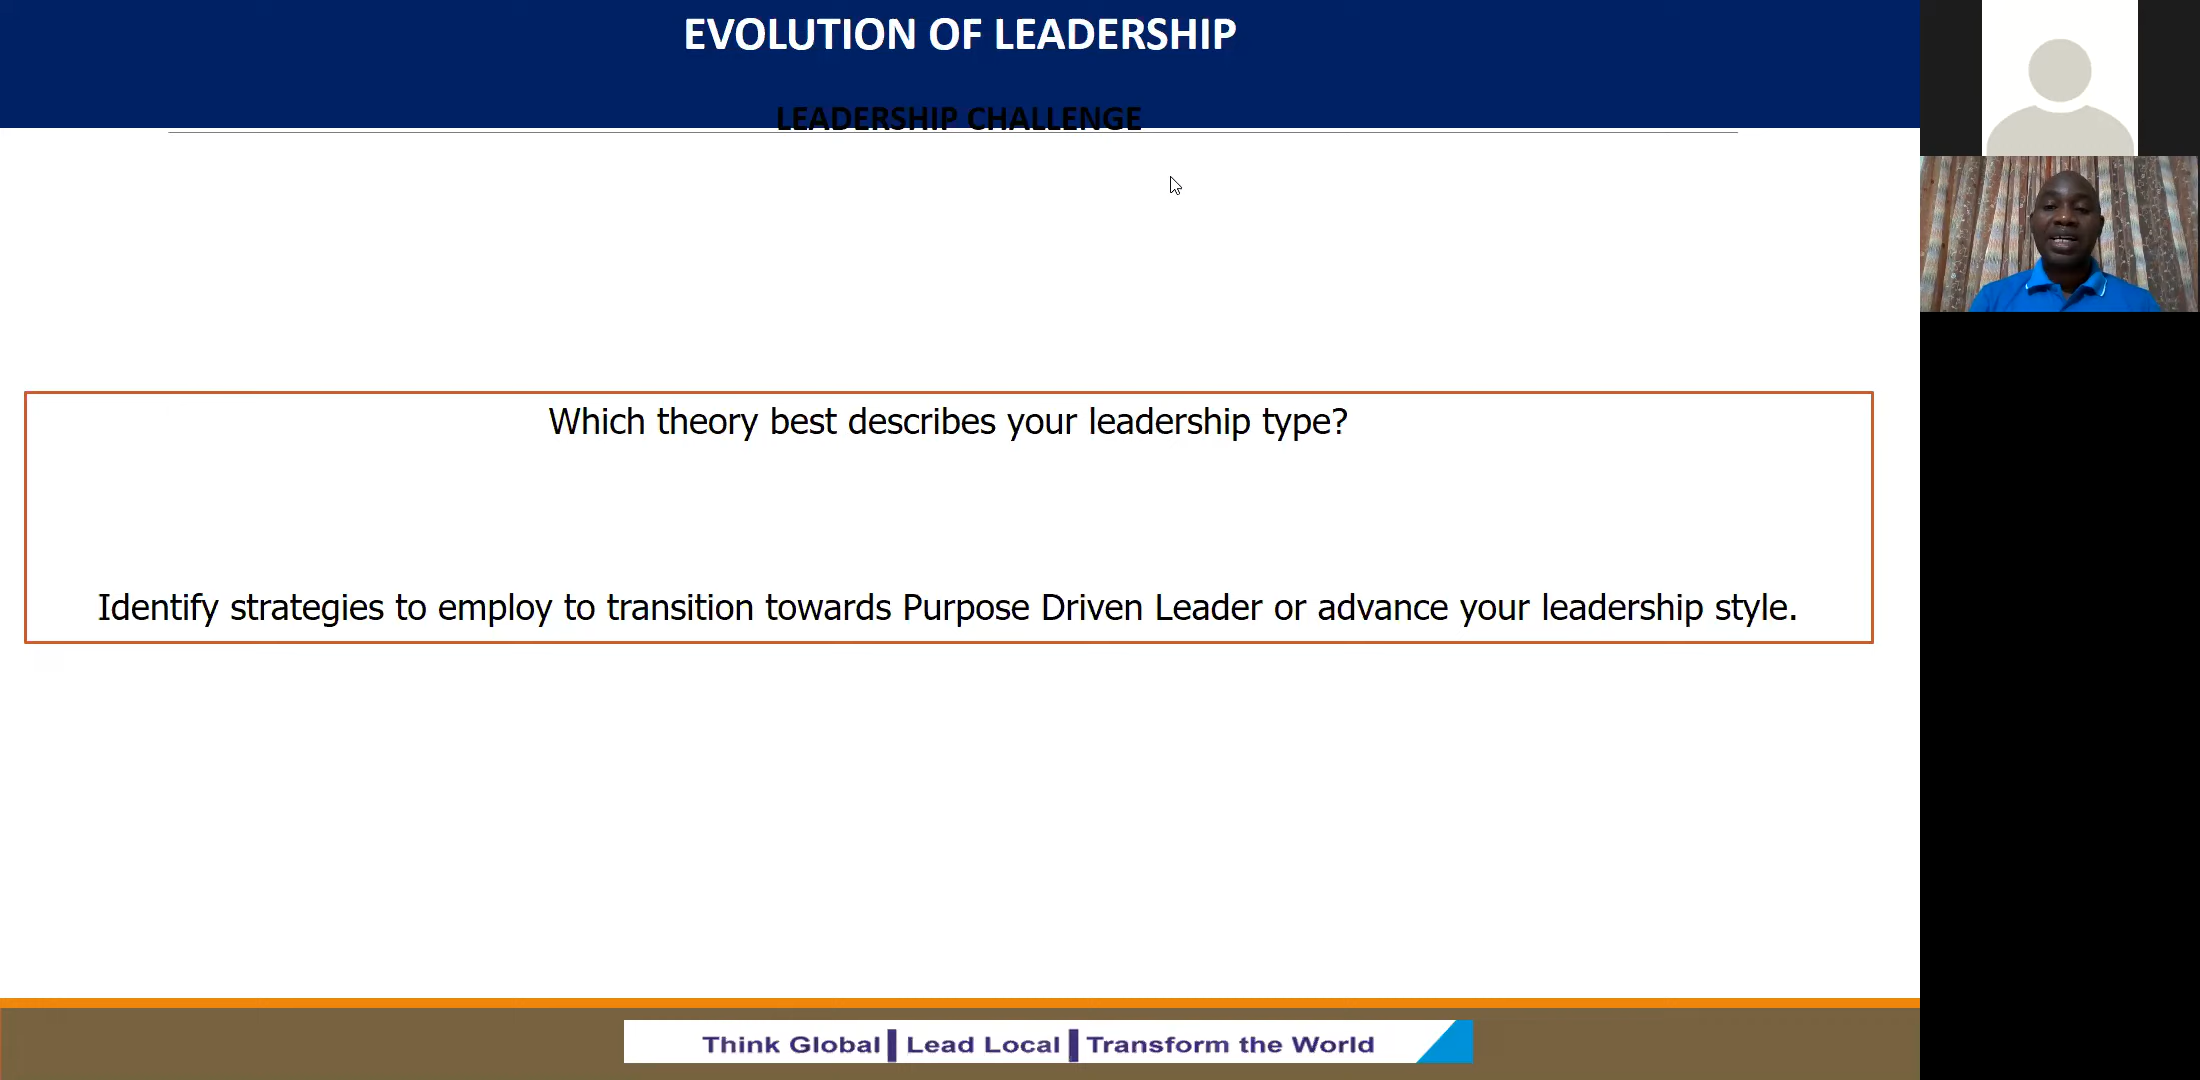 EVOLUTION OF LEADERSHIP
LEADERSHIP CHALLENGE
Which theory best describes your leadership type?
Identify strategies to employ to transition towards Purpose Driven Leader or advance your leadership style.
Think Global Lead Local Transform the World